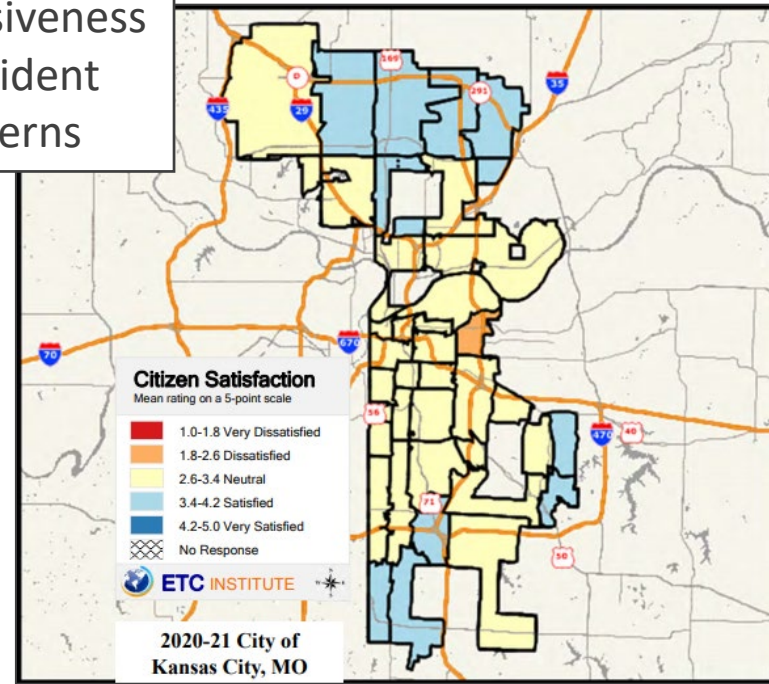 siveness
ident
erns
169
D
291
35
435
29
70
670
Citizen Satisfaction
Mean rating on a 5-point scale
1.0-1.8 Very Dissatisfied
1.8-2.6 Dissatisfied
2.6-3.4 Neutral
3.4-4.2 Satisfied
4.2-5.0 Very Satisfied
No Response
ETC INSTITUTE
56
470
40
71
50
2020-21 City of
Kansas City, MO